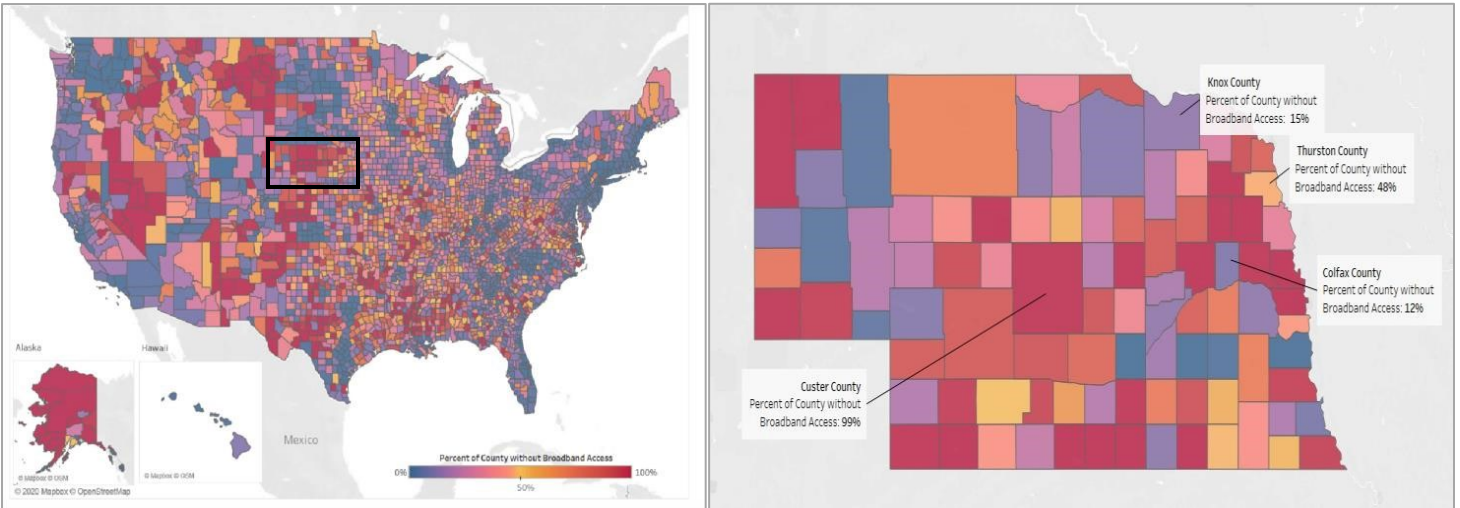 Alaska
Hawaii
Mexico
© Mapbox © OSM
© Mapbox © OSM
© 2020 Mapbox © OpenStreetMap
Percent of County without Broadband Access
0%
50%
100%
Knox County
Percent of County without
Broadband Access: 15%
Thurston County
Percent of County without
Broadband Access: 48%
Colfax County
Percent of County without
Broadband Access: 12%
Custer County
Percent of County without
Broadband Access: 99%